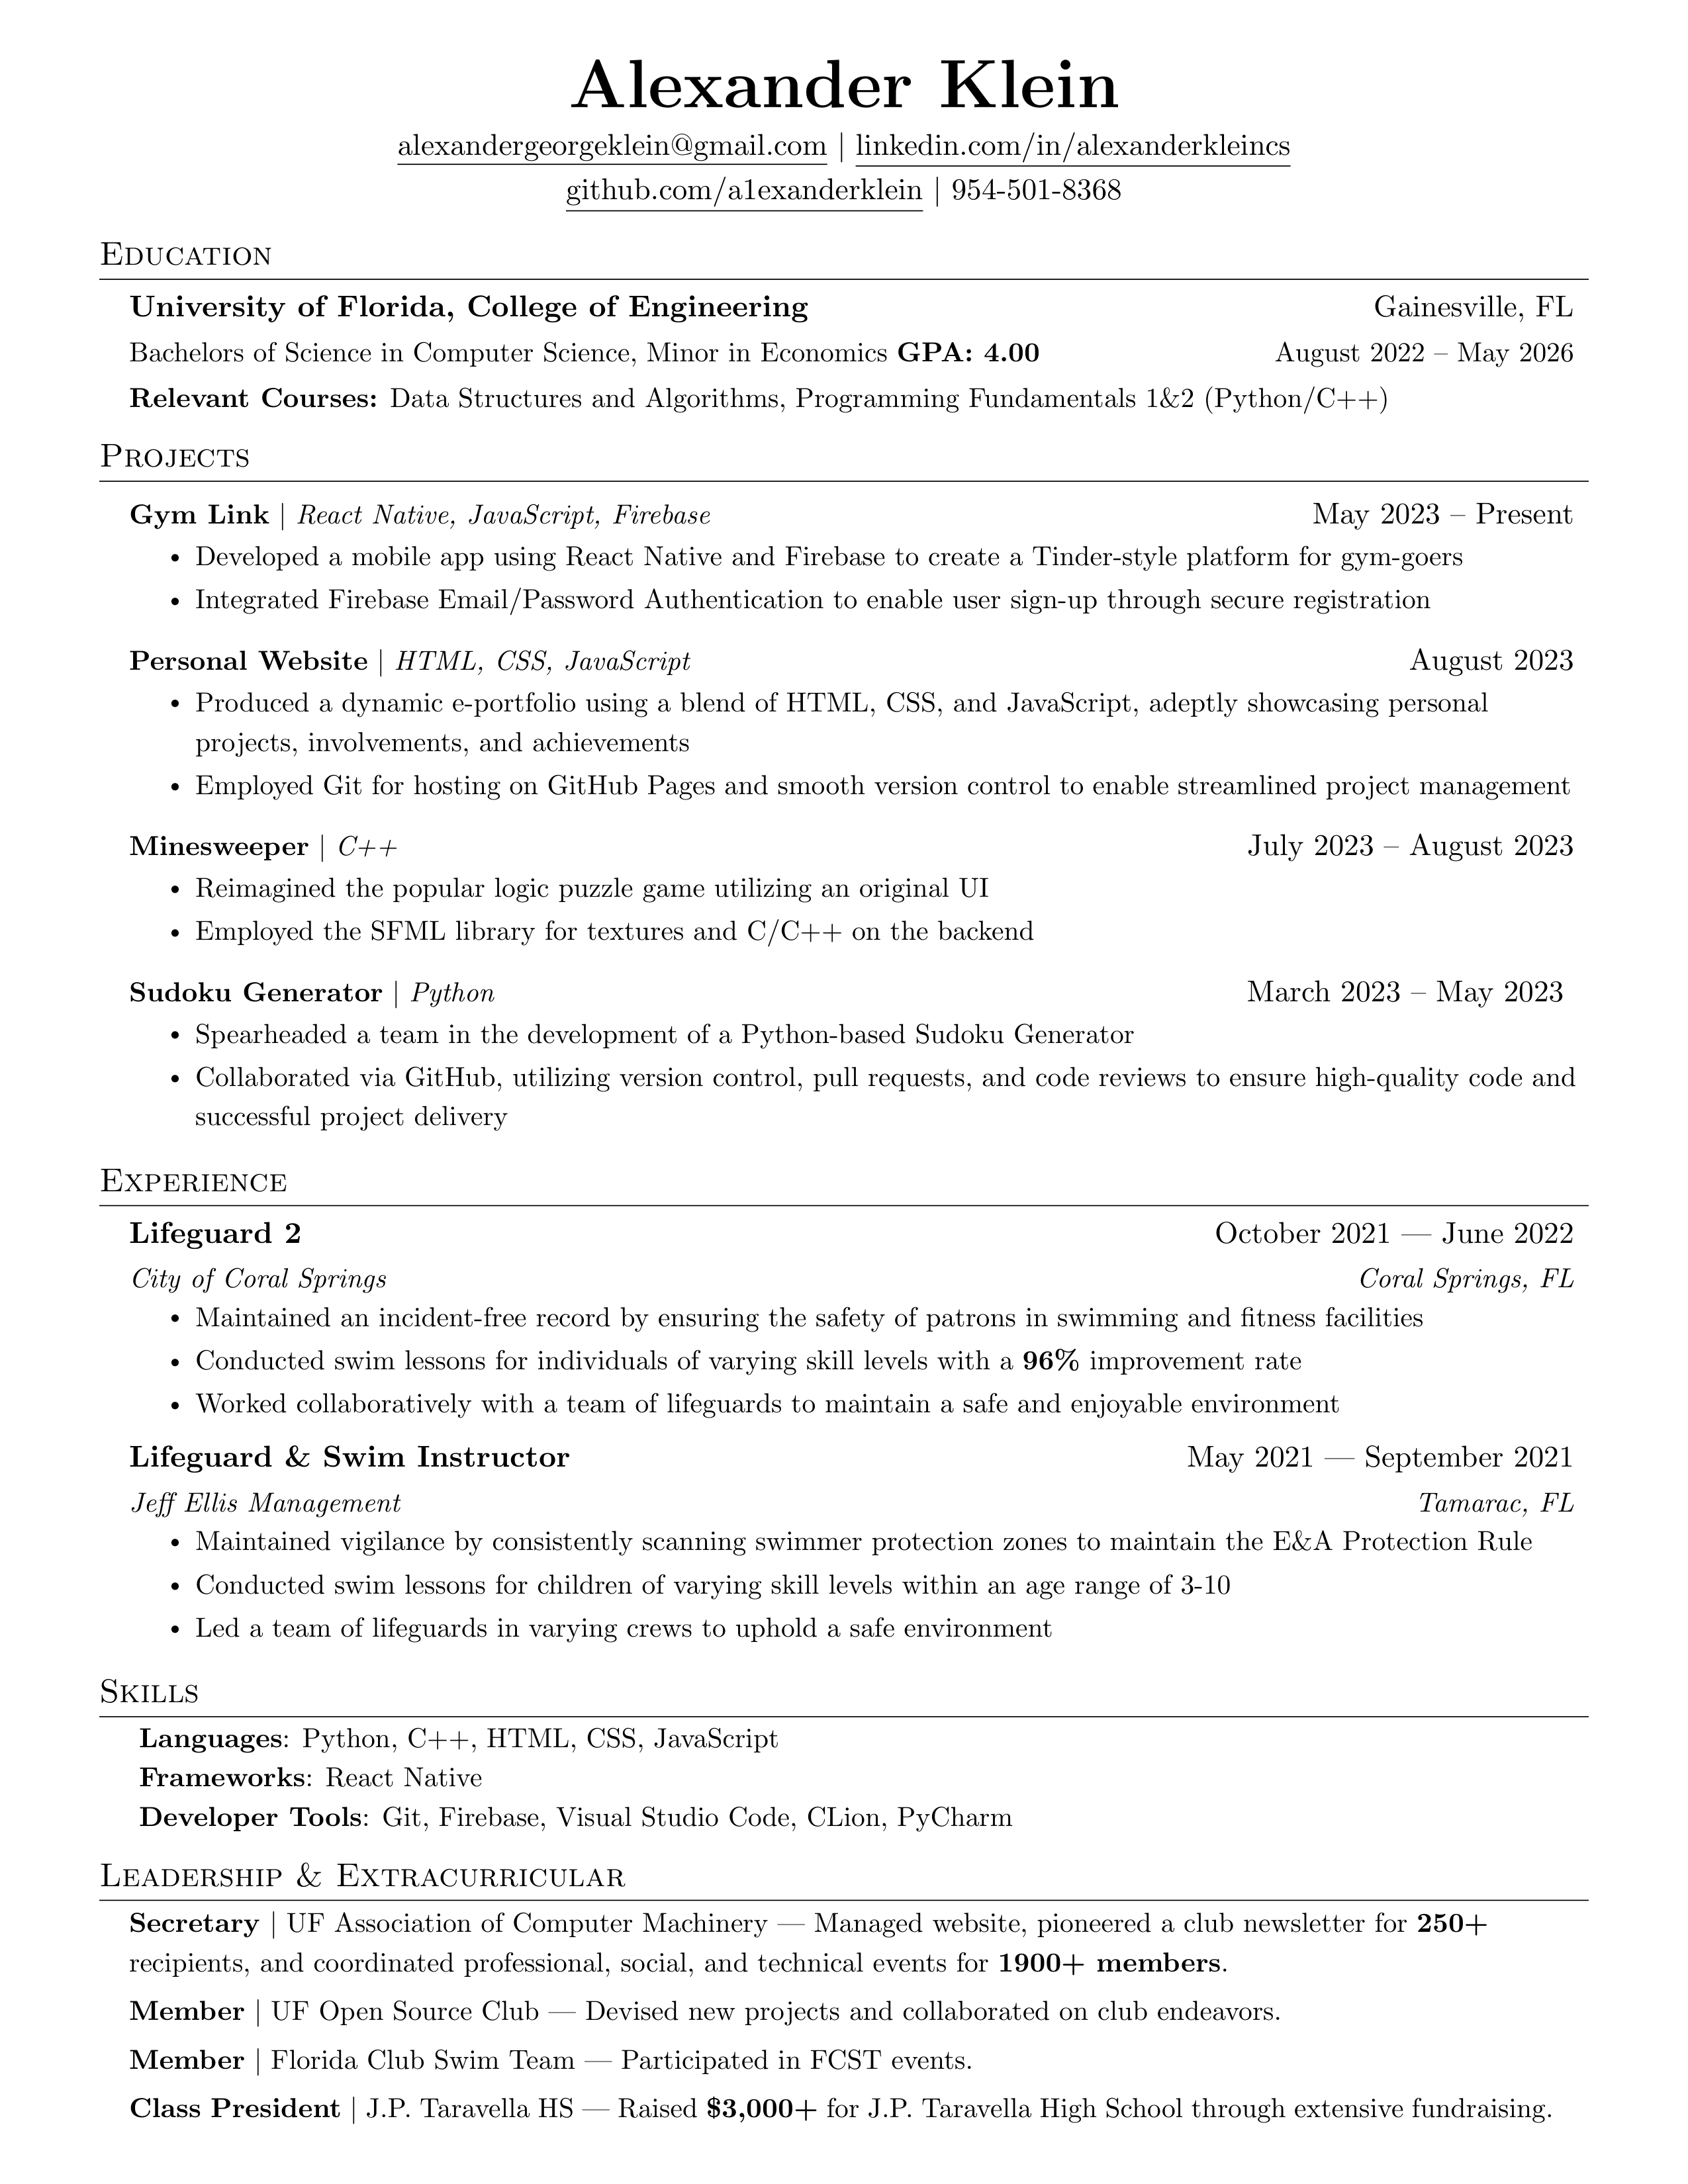 Alexander Klein
alexandergeorgeklein@gmail.com | linkedin.com/in/alexanderkleincs
github.com/a1exanderklein | 954-501-8368
Education
University of Florida, College of Engineering Gainesville, FL
Bachelors of Science in Computer Science, Minor in Economics GPA: 4.00 August 2022 – May 2026
Relevant Courses: Data Structures and Algorithms, Programming Fundamentals 1&2 (Python/C++)
Projects
Gym Link | React Native, JavaScript, Firebase May 2023 – Present
• Developed a mobile app using React Native and Firebase to create a Tinder-style platform for gym-goers
• Integrated Firebase Email/Password Authentication to enable user sign-up through secure registration
Personal Website | HTML, CSS, JavaScript August 2023
• Produced a dynamic e-portfolio using a blend of HTML, CSS, and JavaScript, adeptly showcasing personal
projects, involvements, and achievements
• Employed Git for hosting on GitHub Pages and smooth version control to enable streamlined project management
Minesweeper | C++ July 2023 – August 2023
• Reimagined the popular logic puzzle game utilizing an original UI
• Employed the SFML library for textures and C/C++ on the backend
Sudoku Generator | Python March 2023 – May 2023
• Spearheaded a team in the development of a Python-based Sudoku Generator
• Collaborated via GitHub, utilizing version control, pull requests, and code reviews to ensure high-quality code and
successful project delivery
Experience
Lifeguard 2 October 2021 — June 2022
City of Coral Springs Coral Springs, FL
• Maintained an incident-free record by ensuring the safety of patrons in swimming and fitness facilities
• Conducted swim lessons for individuals of varying skill levels with a 96% improvement rate
• Worked collaboratively with a team of lifeguards to maintain a safe and enjoyable environment
Lifeguard & Swim Instructor May 2021 — September 2021
Jeff Ellis Management Tamarac, FL
• Maintained vigilance by consistently scanning swimmer protection zones to maintain the E&A Protection Rule
• Conducted swim lessons for children of varying skill levels within an age range of 3-10
• Led a team of lifeguards in varying crews to uphold a safe environment
Skills
Languages: Python, C++, HTML, CSS, JavaScript
Frameworks: React Native
Developer Tools: Git, Firebase, Visual Studio Code, CLion, PyCharm
Leadership & Extracurricular
Secretary | UF Association of Computer Machinery — Managed website, pioneered a club newsletter for 250+
recipients, and coordinated professional, social, and technical events for 1900+ members.
Member | UF Open Source Club — Devised new projects and collaborated on club endeavors.
Member | Florida Club Swim Team — Participated in FCST events.
Class President | J.P. Taravella HS — Raised $3,000+ for J.P. Taravella High School through extensive fundraising.